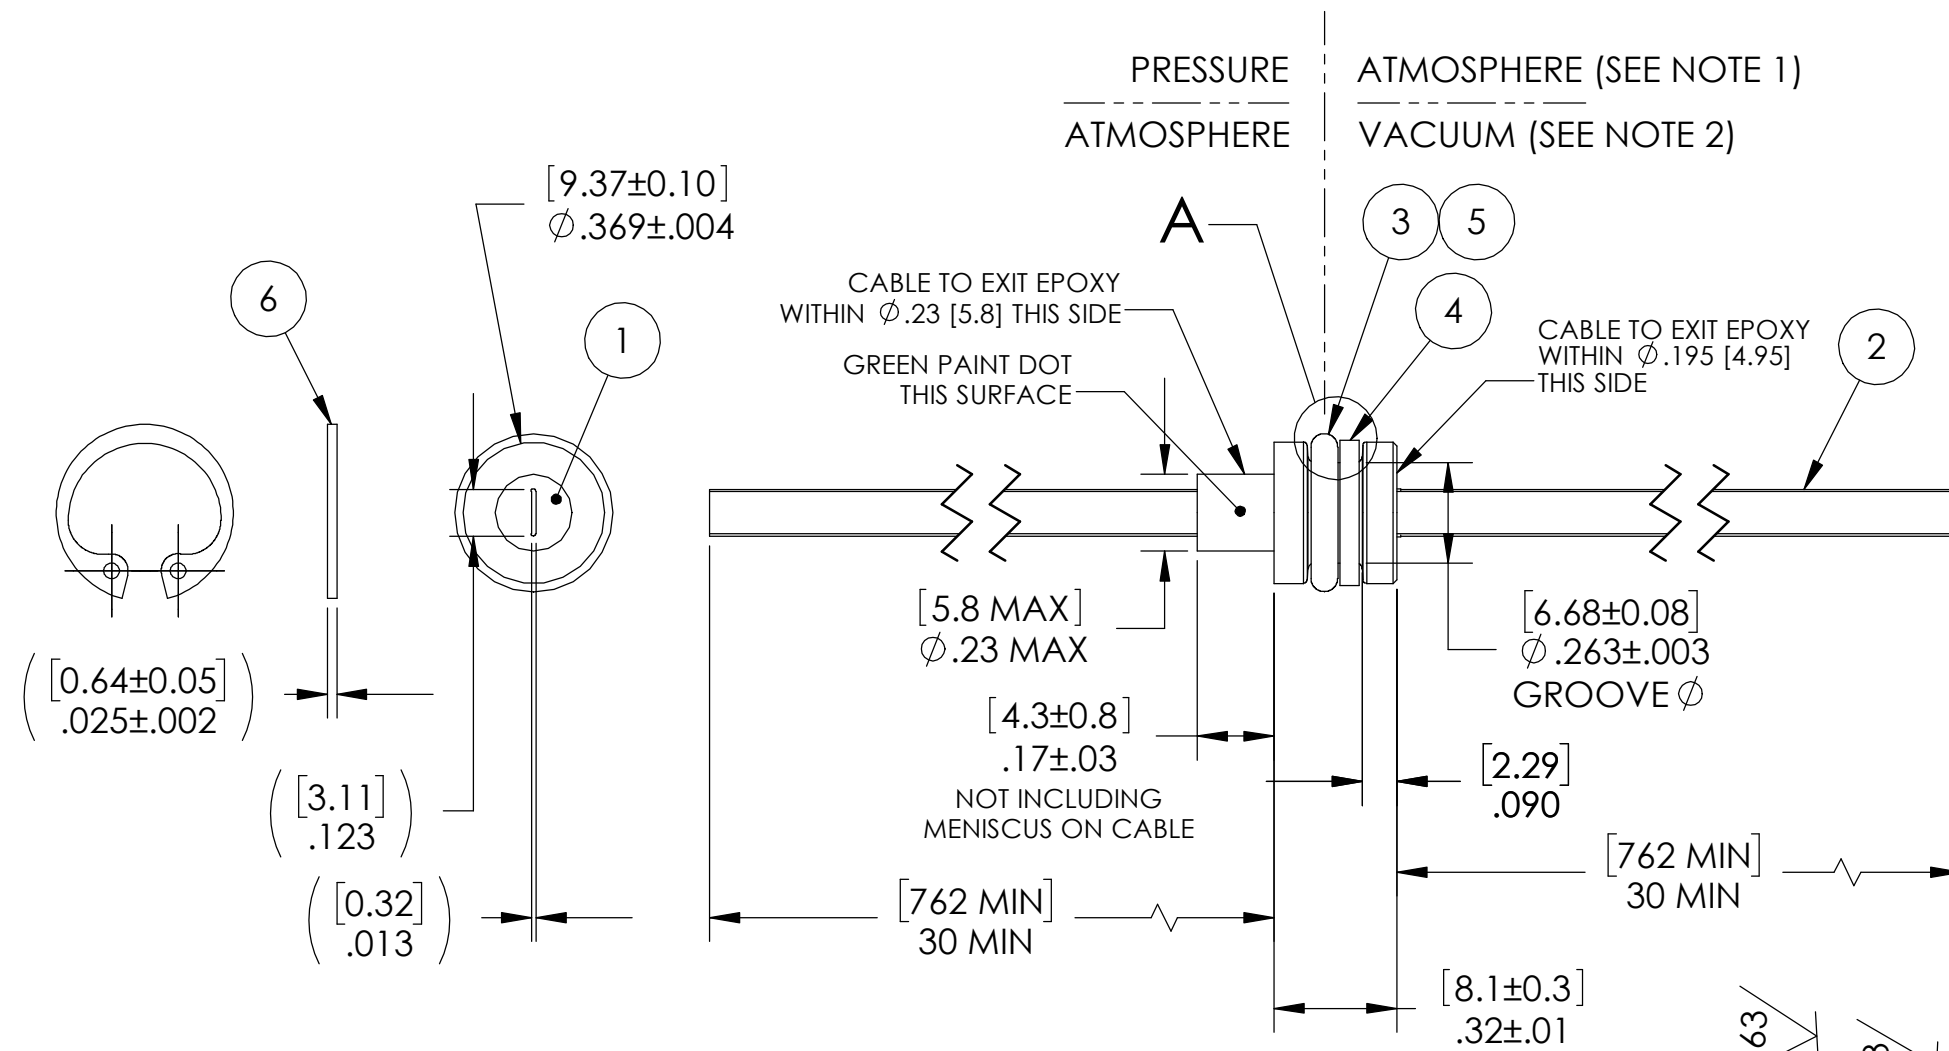 PRESSURE
ATMOSPHERE (SEE NOTE 1)
ATMOSPHERE
VACUUM (SEE NOTE 2)
[9.37±0.10]
∅.369±.004
A
3
5
6
1
CABLE TO EXIT EPOXY
WITHIN ∅.23 [5.8] THIS SIDE
4
GREEN PAINT DOT
THIS SURFACE
CABLE TO EXIT EPOXY
WITHIN ∅.195 [4.95]
THIS SIDE
2
[5.8 MAX]
∅.23 MAX
[6.68±0.08]
∅.263±.003
GROOVE ∅
([0.64±0.05]
.025±.002)
[4.3±0.8]
.17±.03
NOT INCLUDING
MENISCUS ON CABLE
[2.29]
.090
([3.11]
.123)
([0.32]
.013)
[762 MIN]
30 MIN
[762 MIN]
30 MIN
[8.1±0.3]
.32±.01
63